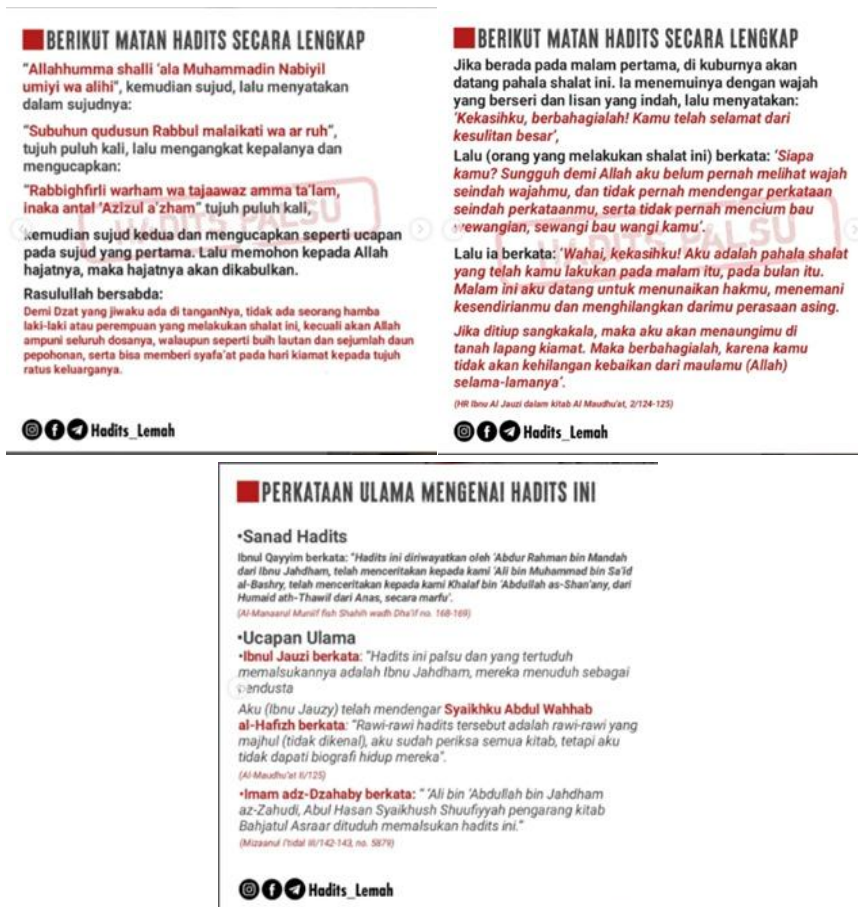 BERIKUT MATAN HADITS SECARA LENGKAP
"Allahhumma shalli 'ala Muhammadin Nabiyil
umiyi wa alihi", kemudian sujud, lalu menyatakan
dalam sujudnya:
"Subuhun qudusun Rabbul malaikati wa ar ruh",
tujuh puluh kali, lalu mengangkat kepalanya dan
mengucapkan:
"Rabbighfirli warham wa tajaawaz amma ta'lam,
inaka antal 'Azizul a'zham" tujuh puluh kali,
kemudian sujud kedua dan mengucapkan seperti ucapan
pada sujud yang pertama. Lalu memohon kepada Allah
hajatnya, maka hajatnya akan dikabulkan.
Rasulullah bersabda:
Demi Dzat yang jiwaku ada di tanganNya, tidak ada seorang hamba
laki-laki atau perempuan yang melakukan shalat ini, kecuali akan Allah
ampuni seluruh dosanya, walaupun seperti buih lautan dan sejumlah daun
pepohonan, serta bisa memberi syafa'at pada hari kiamat kepada tujuh
ratus keluarganya.
HADITS PALSU
Hadits_Lemah
BERIKUT MATAN HADITS SECARA LENGKAP
Jika berada pada malam pertama, di kuburnya akan
datang pahala shalat ini. Ia menemuinya dengan wajah
yang berseri dan lisan yang indah, lalu menyatakan:
'Kekasihku, berbahagialah! Kamu telah selamat dari
kesulitan besar',
Lalu (orang yang melakukan shalat ini) berkata: 'Siapa
kamu? Sungguh demi Allah aku belum pernah melihat wajah
seindah wajahmu, dan tidak pernah mendengar perkataan
seindah perkataanmu, serta tidak pernah mencium bau
wewangian, sewangi bau wangi kamu'.
Lalu ia berkata: 'Wahai, kekasihku! Aku adalah pahala shalat
yang telah kamu lakukan pada malam itu, pada bulan itu.
Malam ini aku datang untuk menunaikan hakmu, menemani
kesendirianmu dan menghilangkan darimu perasaan asing.
Jika ditiup sangkakala, maka aku akan menaungimu di
tanah lapang kiamat. Maka berbahagialah, karena kamu
tidak akan kehilangan kebaikan dari maulamu (Allah)
selama-lamanya'.
(HR Ibnu Al Jauzi dalam kitab Al Maudhu'at, 2/124-125)
HADITS PALSU
Hadits_Lemah
PERKATAAN ULAMA MENGENAI HADITS INI
•Sanad Hadits
Ibnul Qayyim berkata: "Hadits ini diriwayatkan oleh 'Abdur Rahman bin Mandah
dari Ibnu Jahdham, telah menceritakan kepada kami 'Ali bin Muhammad bin Sa'id
al-Bashry, telah menceritakan kepada kami Khalaf bin 'Abdullah as-Shan'any, dari
Humaid ath-Thawil dari Anas, secara marfu'.
(Al-Manaarul Muniif fish Shahih wadh Dha'if no. 168-169)
•Ucapan Ulama
•Ibnul Jauzi berkata: "Hadits ini palsu dan yang tertuduh
memalsukannya adalah Ibnu Jahdham, mereka menuduh sebagai
pendusta
Aku (Ibnu Jauzy) telah mendengar Syaikhku Abdul Wahhab
al-Hafizh berkata: "Rawi-rawi hadits tersebut adalah rawi-rawi yang
majhul (tidak dikenal), aku sudah periksa semua kitab, tetapi aku
tidak dapati biografi hidup mereka".
(Al-Maudhu'at II/125)
•Imam adz-Dzahaby berkata: " 'Ali bin 'Abdullah bin Jahdham
az-Zahudi, Abul Hasan Syaikhush Shuufiyyah pengarang kitab
Bahjatul Asraar dituduh memalsukan hadits ini."
(Mizaanul I'tidal III/142-143, no. 5879)
Hadits_Lemah